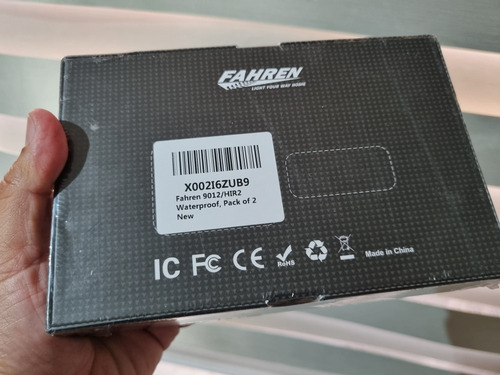 FAHREN
LIGHT YOUR WAY HOME
X002I6ZUB9
Fahren 9012/HIR2
Waterproof, Pack of 2
New
IC FC CE RoHS Made in China